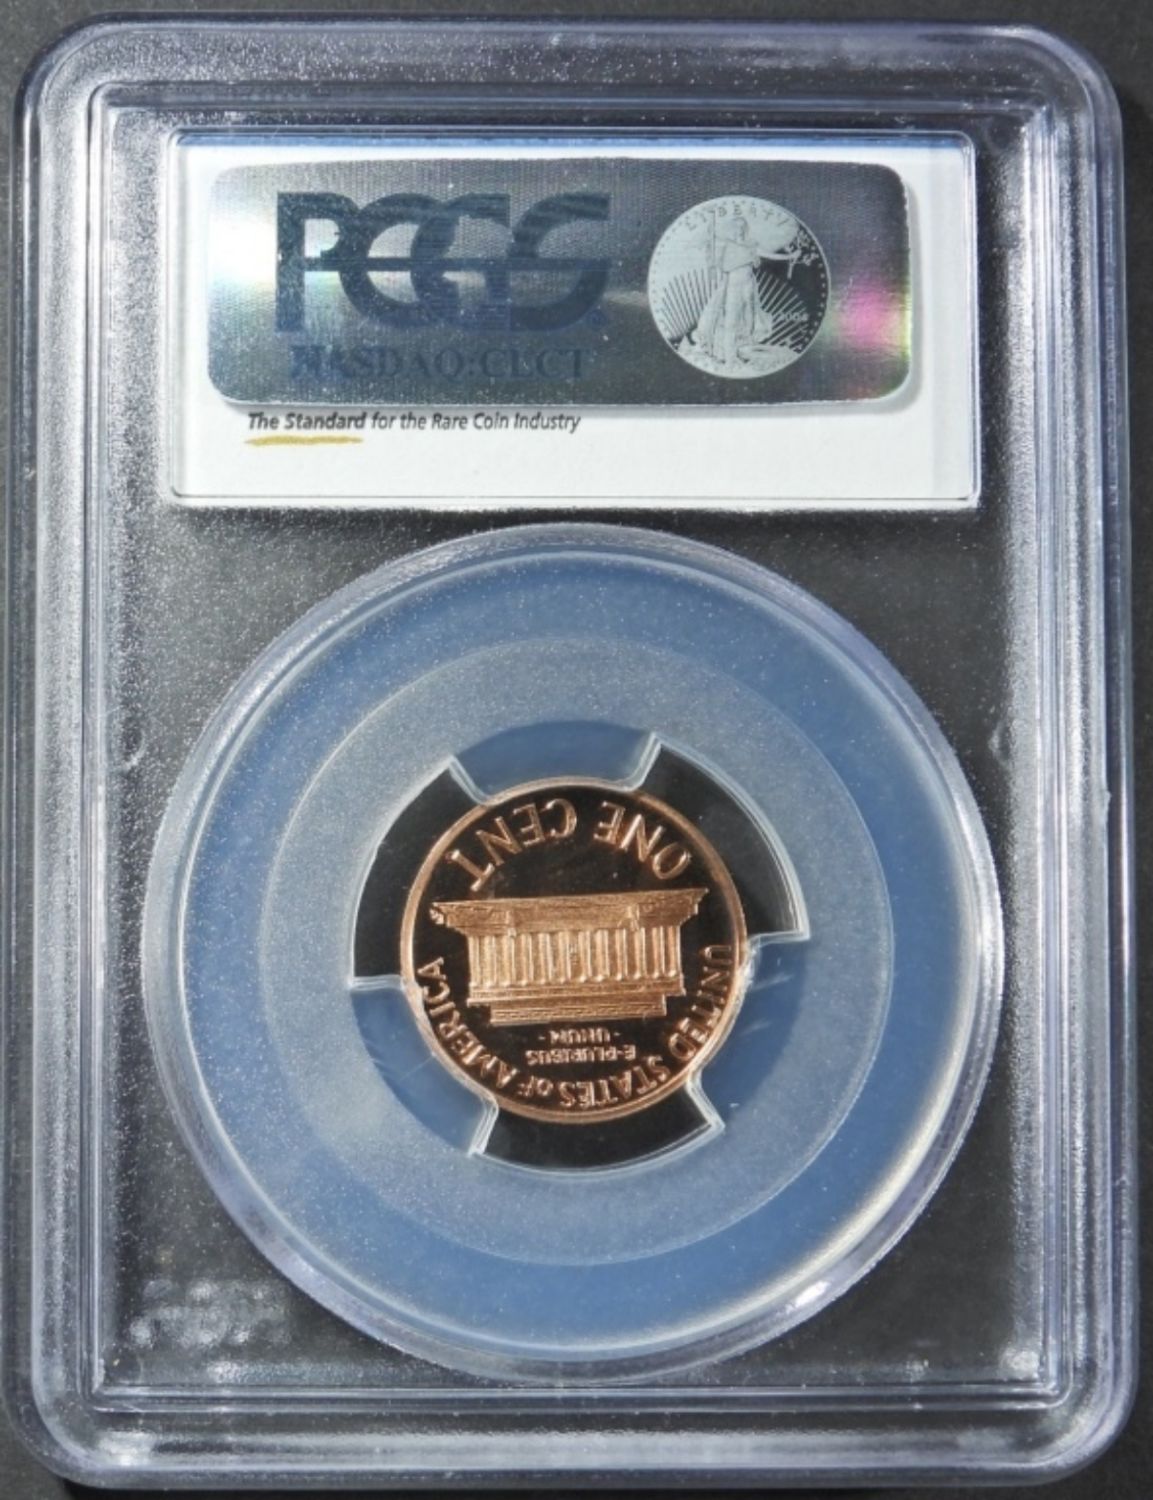 PCGS
NASDAQ:CLCT
LIBERTY
The Standard for the Rare Coin Industry
ONE CENT
UNITED STATES OF AMERICA
E·PLURIBUS
·UNUM·